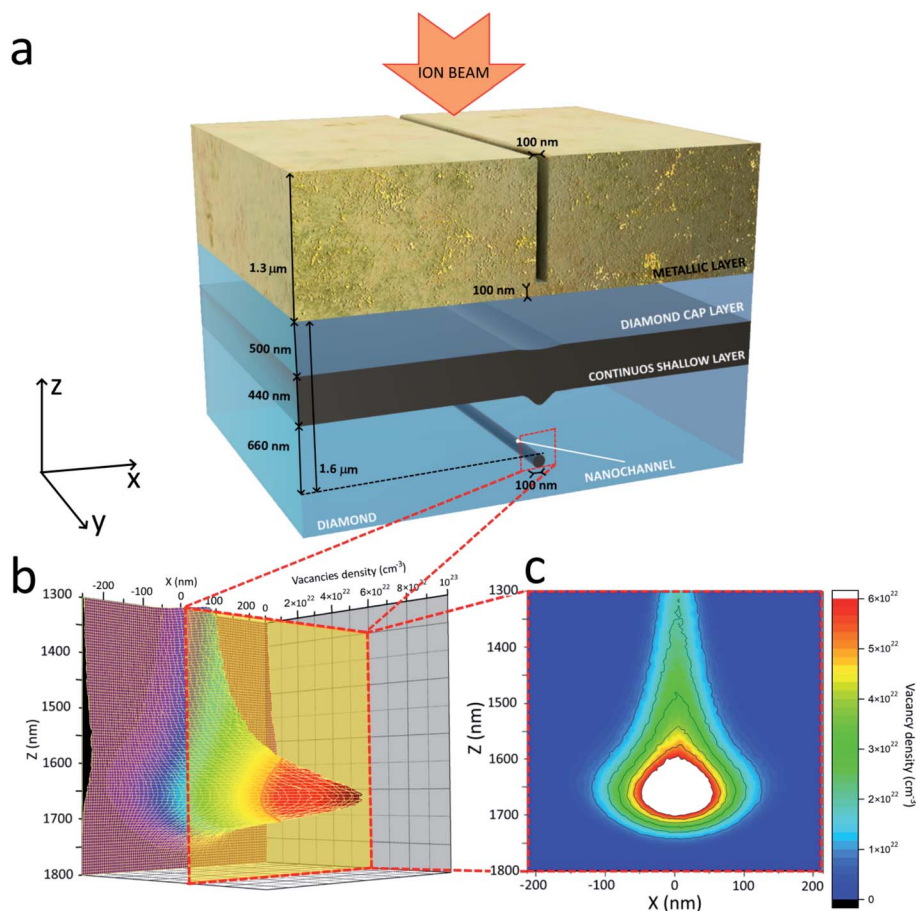 a
ION BEAM
100 nm
1.3 µm
METALLIC LAYER
100 nm
DIAMOND CAP LAYER
500 nm
CONTINUOS SHALLOW LAYER
440 nm
660 nm
1.6 µm
NANOCHANNEL
100 nm
DIAMOND
z
x
y
b
X (nm)
-200 -100 0 100 200
Vacancies density (cm⁻³)
0 2×10²² 4×10²² 6×10²² 8×10²² 10²³
Z (nm)
1300
1400
1500
1600
1700
1800
c
Z (nm)
1300
1400
1500
1600
1700
1800
-200 -100 0 100 200
X (nm)
6×10²²
5×10²²
4×10²²
3×10²²
2×10²²
1×10²²
0
Vacancy density (cm⁻³)